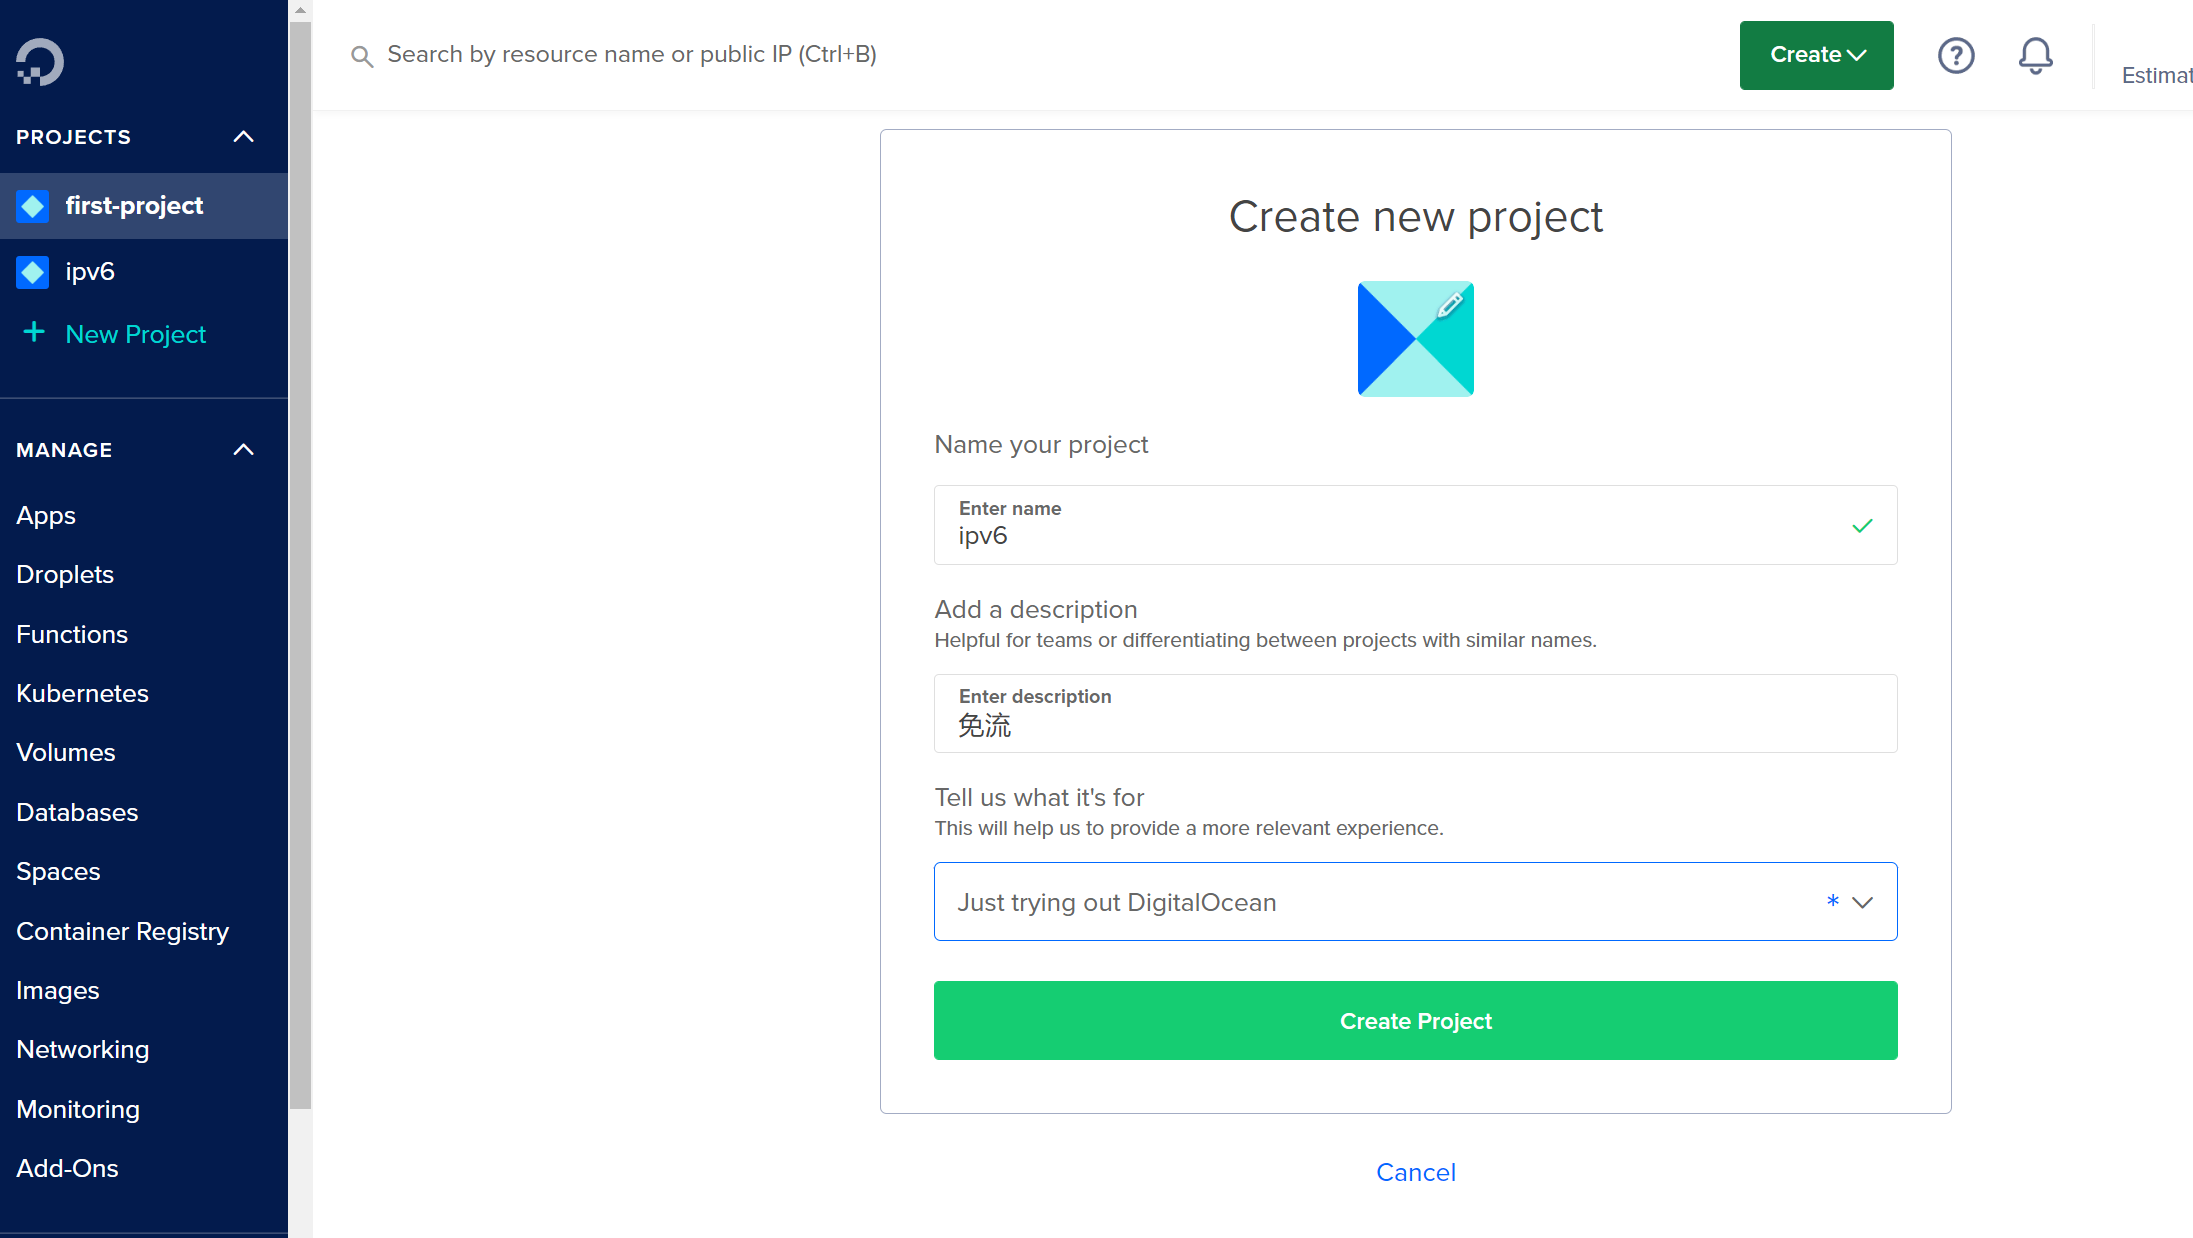 PROJECTS
first-project
ipv6
+ New Project
MANAGE
Apps
Droplets
Functions
Kubernetes
Volumes
Databases
Spaces
Container Registry
Images
Networking
Monitoring
Add-Ons
Search by resource name or public IP (Ctrl+B)
Create
?
Estimat
Create new project
Name your project
Enter name
ipv6
Add a description
Helpful for teams or differentiating between projects with similar names.
Enter description
免流
Tell us what it's for
This will help us to provide a more relevant experience.
Just trying out DigitalOcean *
Create Project
Cancel